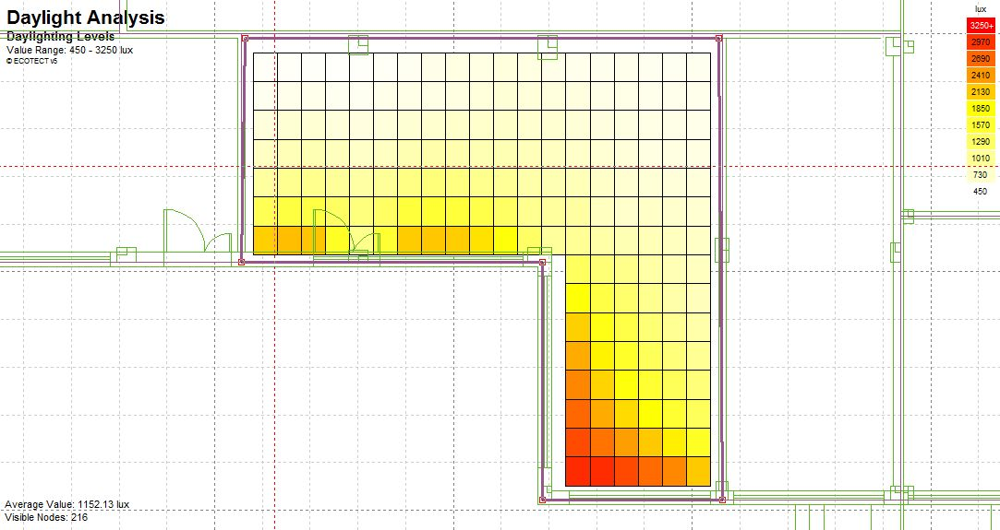 Daylight Analysis
Daylighting Levels
Value Range: 450 - 3250 lux
© ECOTECT v5
lux
3250+
2970
2690
2410
2130
1850
1570
1290
1010
730
450
Average Value: 1152.13 lux
Visible Nodes: 216